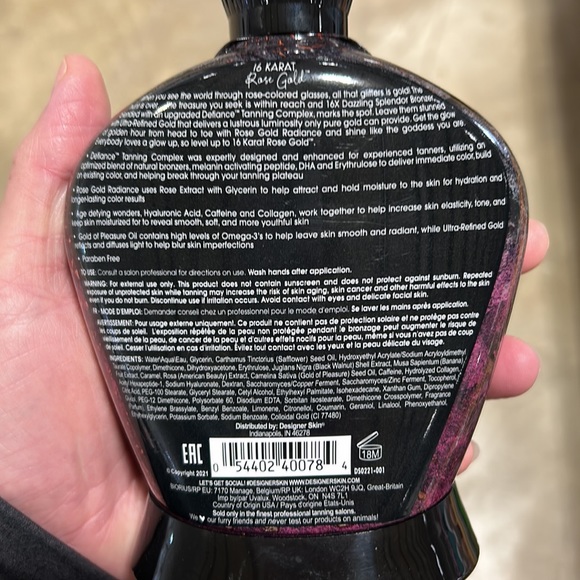 16 KARAT
Rose Gold™
you see the world through rose-colored glasses, all that glitters is gold. The
over the treasure you seek is within reach and 16X Dazzling Splendor Bronzer,
with an upgraded Defiance™ Tanning Complex, marks the spot. Leave them stunned
Ultra-Refined Gold that delivers a lustrous luminosity only pure gold can provide. Get the glow
golden hour from head to toe with Rose Gold Radiance and shine like the goddess you are.
everybody loves a glow up, so level up to 16 Karat Rose Gold™.
• Defiance™ Tanning Complex was expertly designed and enhanced for experienced tanners, utilizing an
optimized blend of natural bronzers, melanin activating peptide, DHA and Erythrulose to deliver immediate color, build
existing color, and helping break through your tanning plateau
• Rose Gold Radiance uses Rose Extract with Glycerin to help attract and hold moisture to the skin for hydration and
longer-lasting color results
• Age defying wonders, Hyaluronic Acid, Caffeine and Collagen, work together to help increase skin elasticity, tone, and
keep skin moisturized for to reveal smooth, soft, and more youthful skin
• Gold of Pleasure Oil contains high levels of Omega-3's to help leave skin smooth and radiant, while Ultra-Refined Gold
reflects and diffuses light to help blur skin imperfections
• Paraben Free
TO USE: Consult a salon professional for directions on use. Wash hands after application.
WARNING: For external use only. This product does not contain sunscreen and does not protect against sunburn. Repeated
exposure of unprotected skin while tanning may increase the risk of skin aging, skin cancer and other harmful effects to the skin
even if you do not burn. Discontinue use if irritation occurs. Avoid contact with eyes and delicate facial skin.
FR - MODE D'EMPLOI: Demander conseil chez un professionnel pour le mode d'emploi. Se laver les mains après application.
AVERTISSEMENT: Pour usage externe uniquement. Ce produit ne contient pas de protection solaire et ne protège pas contre
les coups de soleil. L'exposition répétée de la peau non protégée pendant le bronzage peut augmenter le risque de
vieillissement de la peau, de cancer de la peau et d'autres effets nocifs pour la peau, même si vous n'avez pas de coup
de soleil. Cesser l'utilisation en cas d'irritation. Évitez tout contact avec les yeux et la peau délicate du visage.
INGREDIENTS: Water/Aqua/Eau, Glycerin, Carthamus Tinctorius (Safflower) Seed Oil, Hydroxyethyl Acrylate/Sodium Acryloyldimethyl
Taurate Copolymer, Dimethicone, Dihydroxyacetone, Erythrulose, Juglans Regia (Black Walnut) Shell Extract, Musa Sapientum (Banana)
Fruit Extract, Caramel, Rosa (American Beauty) Extract, Camelina Sativa (Gold of Pleasure) Seed Oil, Caffeine, Hydrolyzed Collagen,
Acetyl Hexapeptide-1, Sodium Hyaluronate, Dextran, Saccharomyces/Copper Ferment, Saccharomyces/Zinc Ferment, Tocopheryl
PEG-100 Stearate, Glyceryl Stearate, Cetyl Alcohol, Ethylhexyl Palmitate, Isohexadecane, Xanthan Gum, Dipropylene
Glycol, PEG-12 Dimethicone, Polysorbate 60, Disodium EDTA, Sorbitan Isostearate, Dimethicone Crosspolymer, Fragrance
Parfum, Ethylene Brassylate, Benzyl Benzoate, Limonene, Citronellol, Coumarin, Geraniol, Linalool, Phenoxyethanol,
Ethylhexylglycerin, Potassium Sorbate, Sodium Benzoate, Colloidal Gold (CI 77480)
Distributed by: Designer Skin®
Indianapolis, IN 46278
EAC
© Copyright 2021
0 54402 40078 4
18M
DS0221-001
LET'S GET SOCIAL! #DESIGNERSKIN WWW.DESIGNERSKIN.COM
BIORIUS/RP EU: 7170 Manage, Belgium/RP UK: London WC2H 9JQ, Great-Britain
Imp by/par Uvalux, Woodstock, ON N4S 7L1
Country of Origin USA / Pays d'origine Etats-Unis
Sold only in the finest professional tanning salons.
We ♥ our furry friends and never test our products on animals!